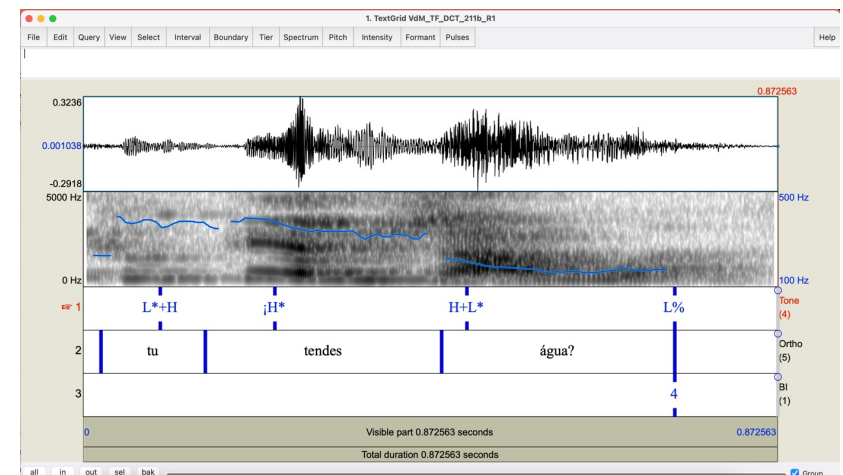 1. TextGrid VdM_TF_DCT_211b_R1
File Edit Query View Select Interval Boundary Tier Spectrum Pitch Intensity Formant Pulses Help
0.872563
0.3236
0.001038
-0.2918
5000 Hz 500 Hz
0 Hz 100 Hz
1 L*+H ¡H* H+L* L% Tone (4)
2 tu tendes água? Ortho (5)
3 4 BI (1)
0 Visible part 0.872563 seconds 0.872563
Total duration 0.872563 seconds
all in out sel bak Group